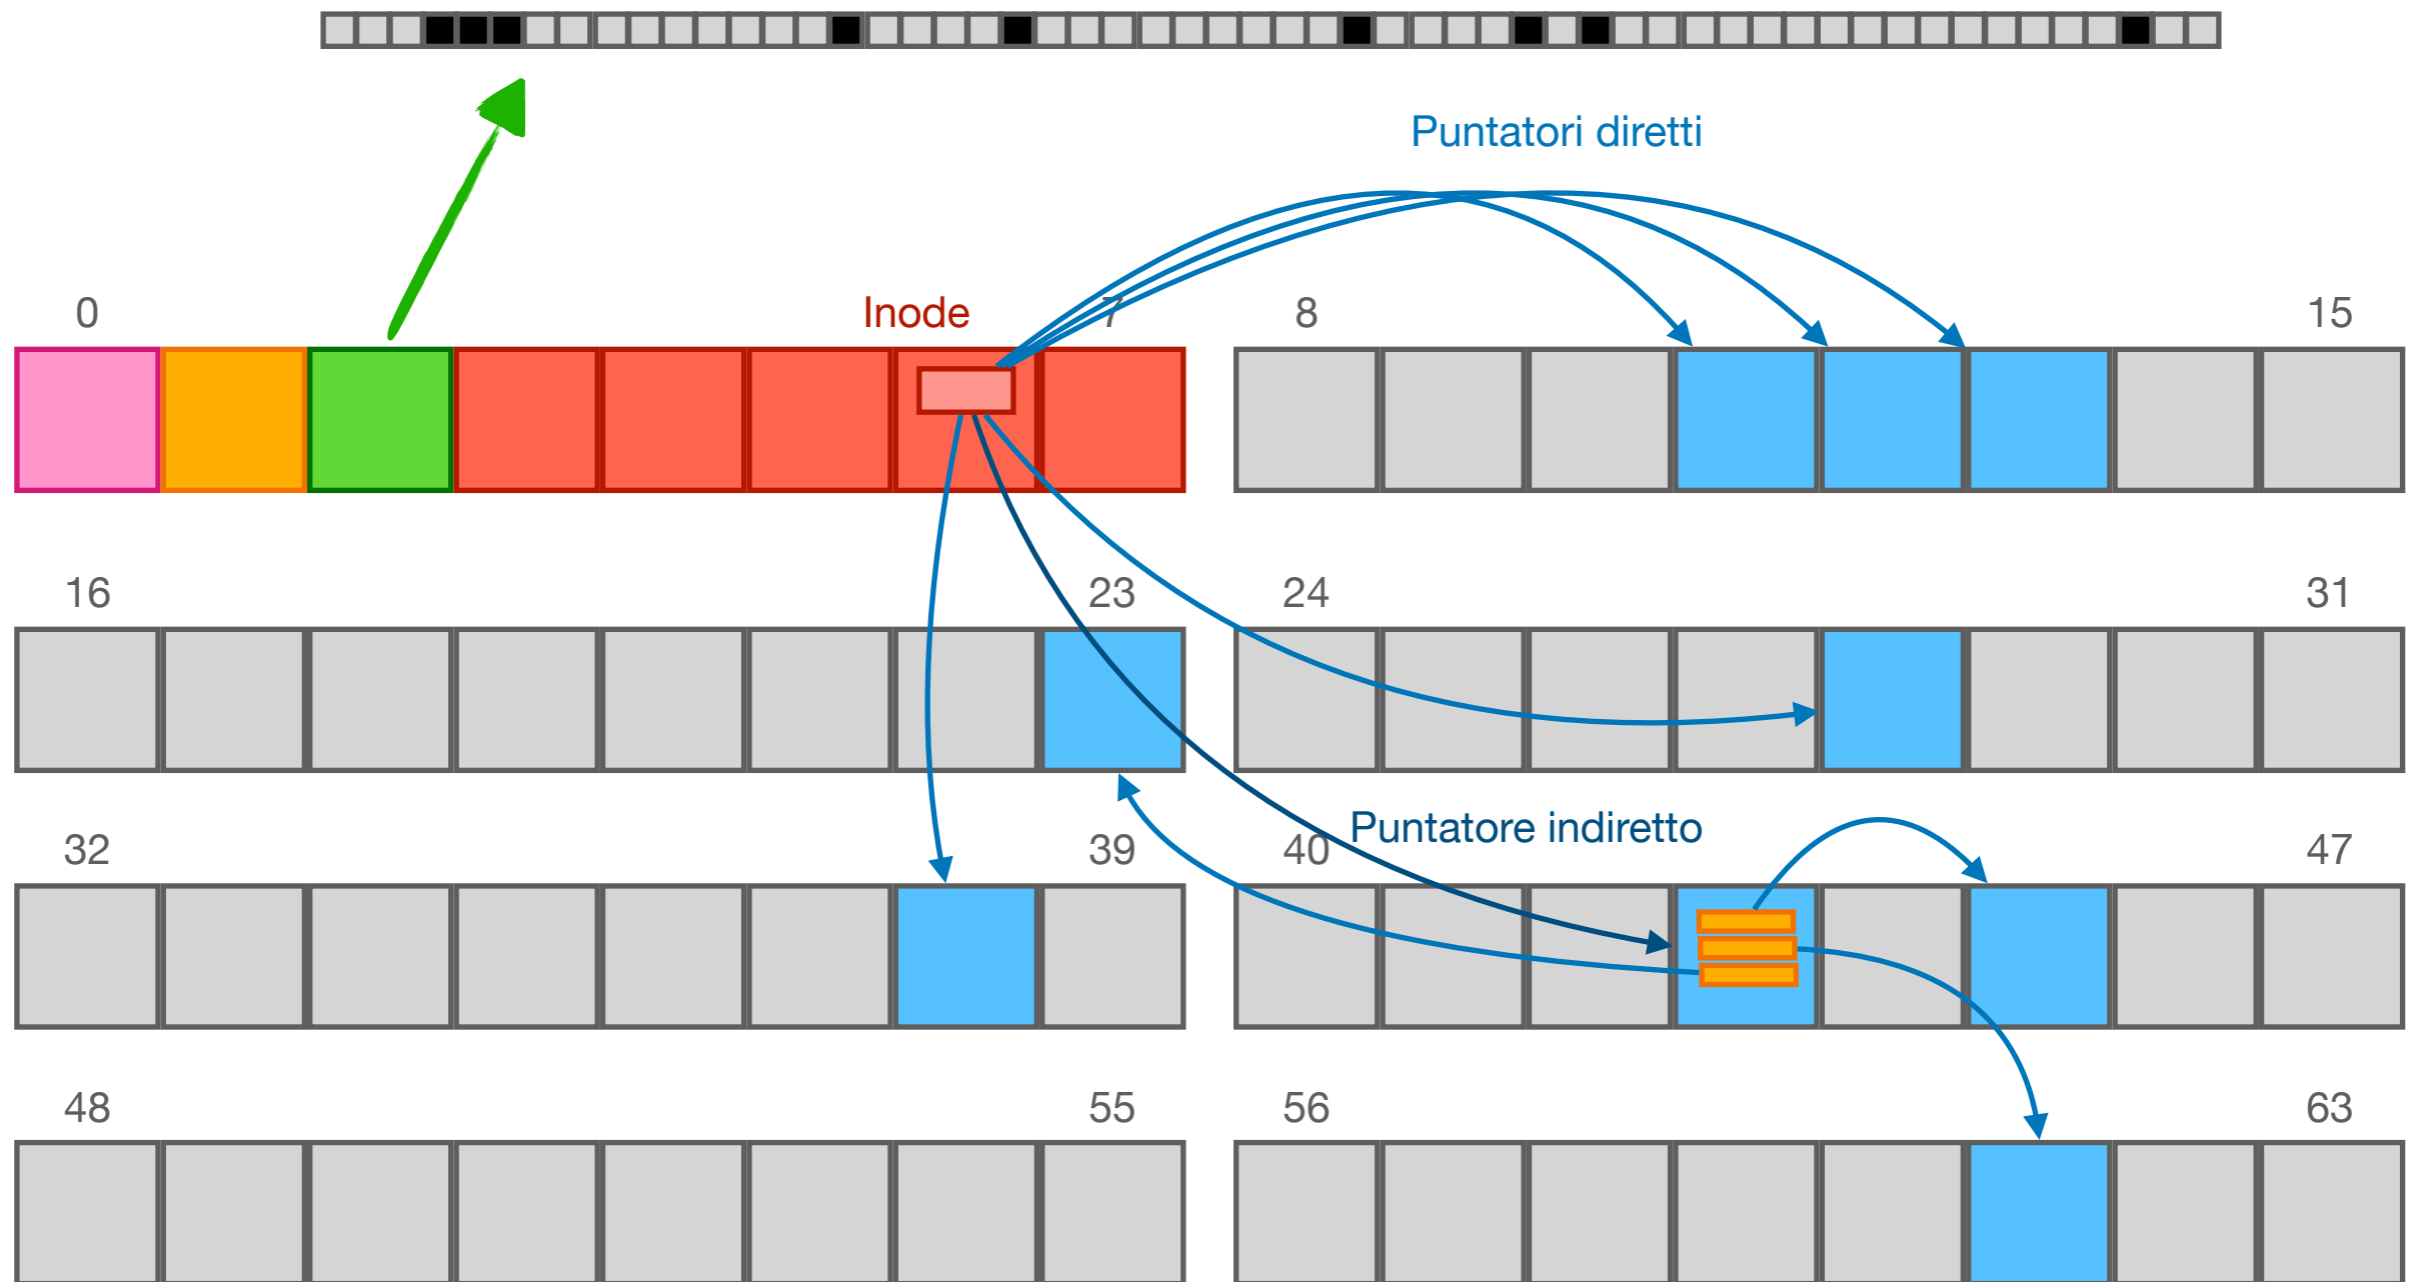 Puntatori diretti
0 Inode 7 8 15
16 23 24 31
Puntatore indiretto
32 39 40 47
48 55 56 63